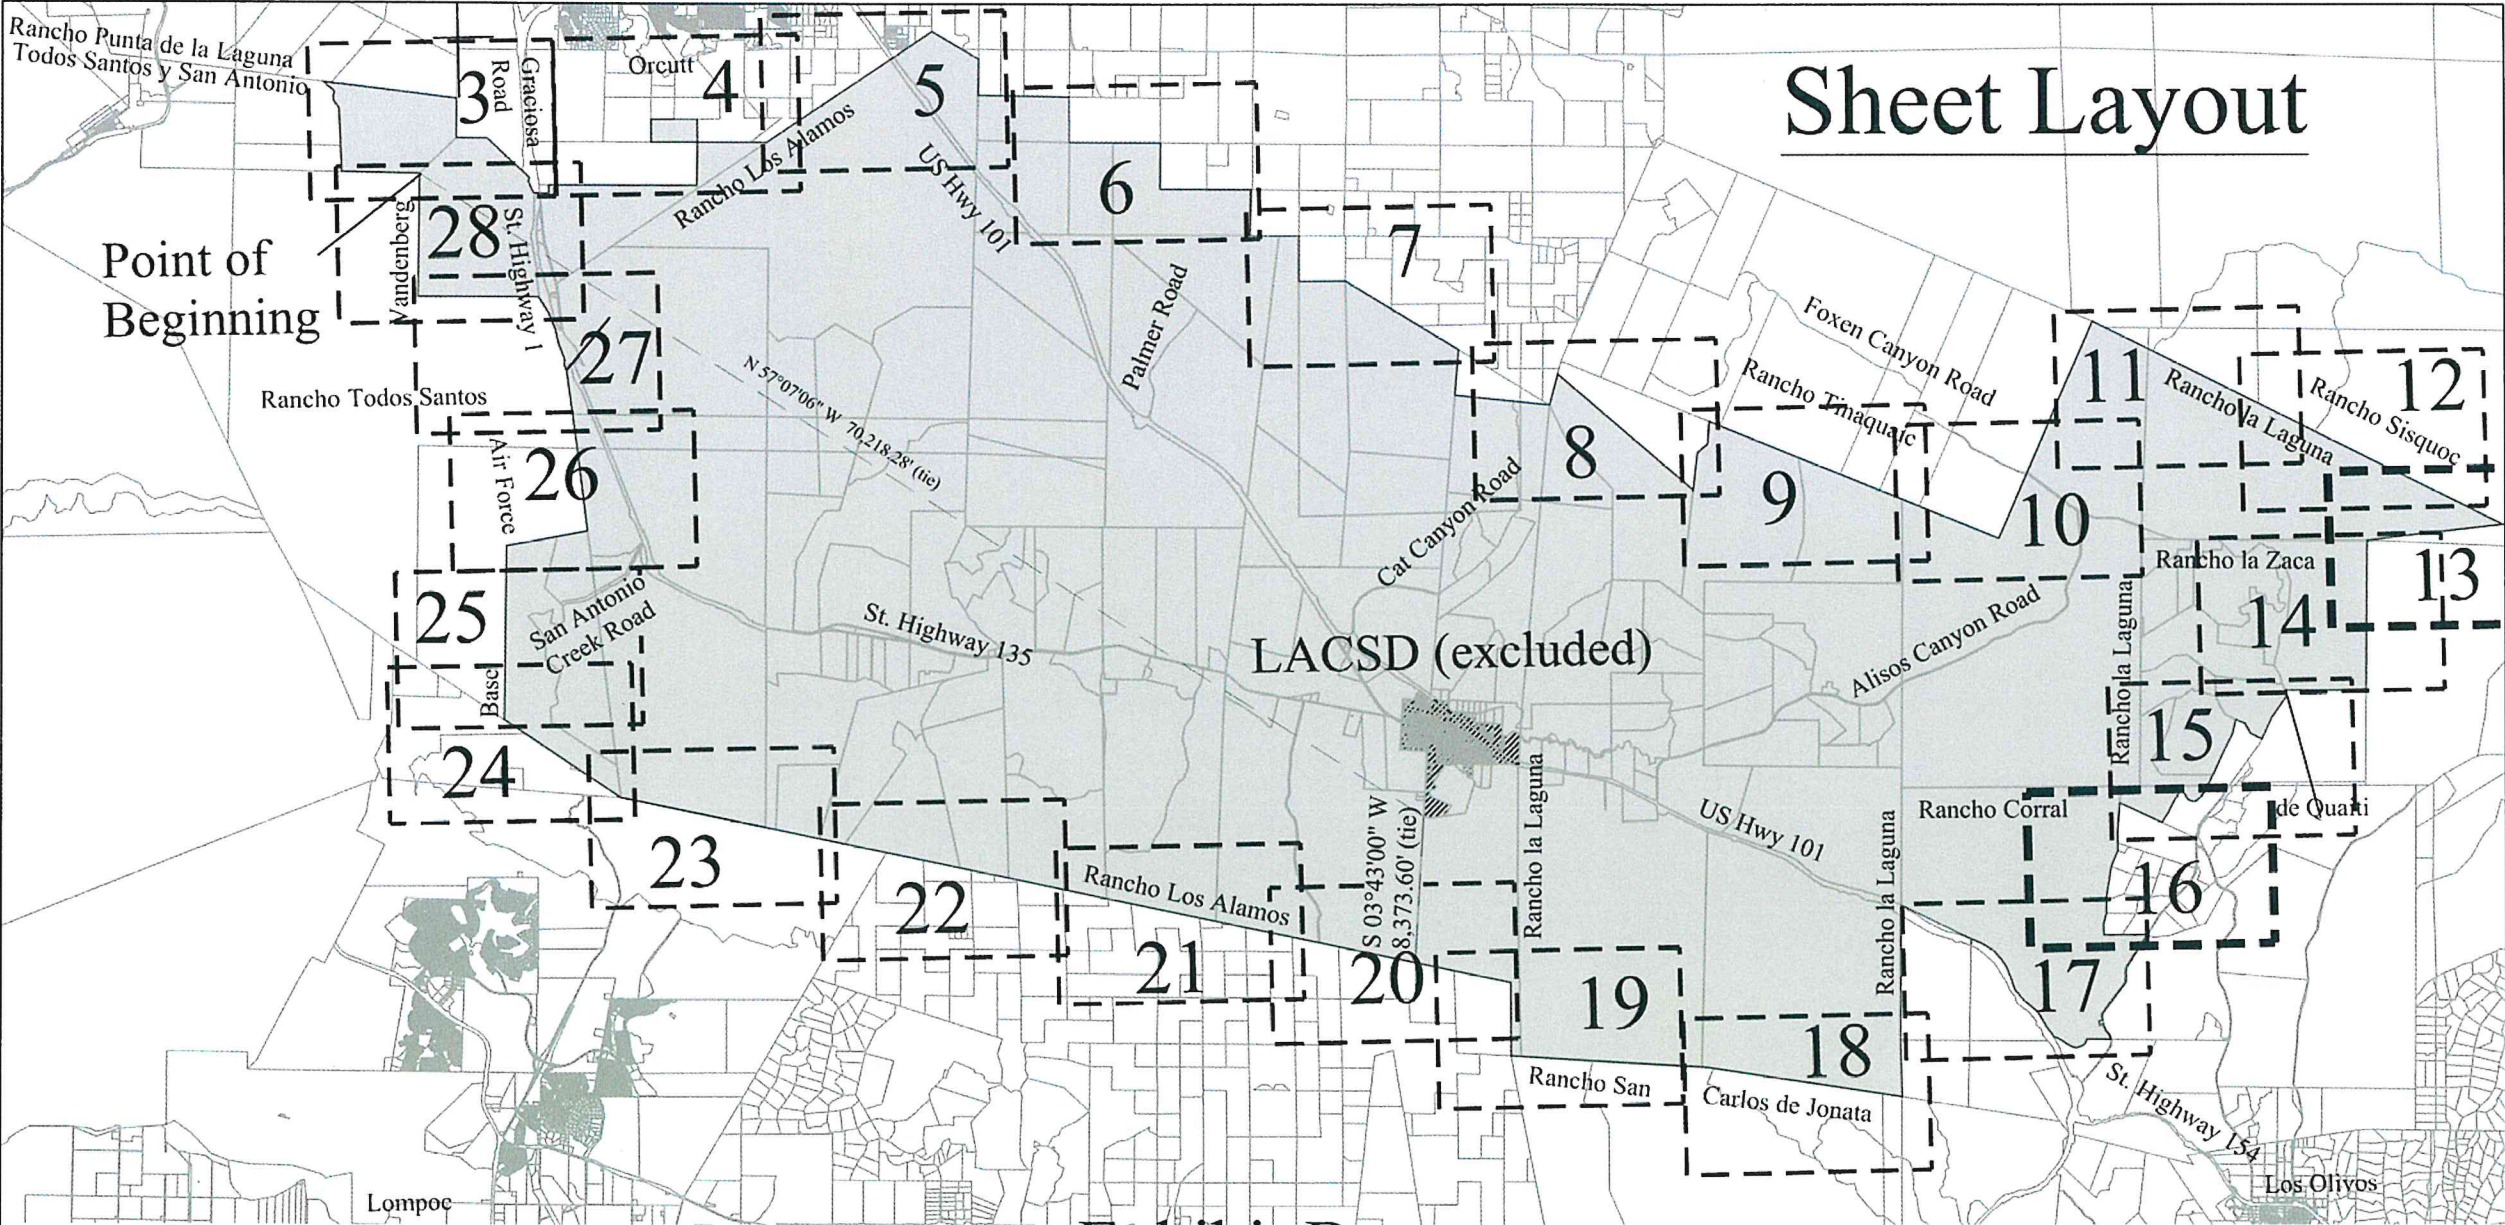 Sheet Layout
Rancho Punta de la Laguna
Todos Santos y San Antonio
3
Road
Graciosa
Orcutt
4
5
Rancho Los Alamos
US Hwy 101
6
7
Point of
Beginning
Vandenberg
28
St. Highway 1
27
Rancho Todos Santos
N 57°07'06" W 70,218.28' (tie)
Palmer Road
Foxen Canyon Road
Rancho Tinaquaic
11
Rancho la Laguna
12
Rancho Sisquoc
Air Force
26
Cat Canyon Road
8
9
10
Rancho la Zaca
13
25
San Antonio
Creek Road
St. Highway 135
LACSD (excluded)
Alisos Canyon Road
Rancho la Laguna
14
Base
24
15
23
22
Rancho Los Alamos
S 03°43'00" W
8,373.60' (tie)
Rancho la Laguna
US Hwy 101
Rancho la Laguna
Rancho Corral
de Quati
16
21
20
19
18
17
Rancho San
Carlos de Jonata
St. Highway 154
Los Olivos
Lompoc